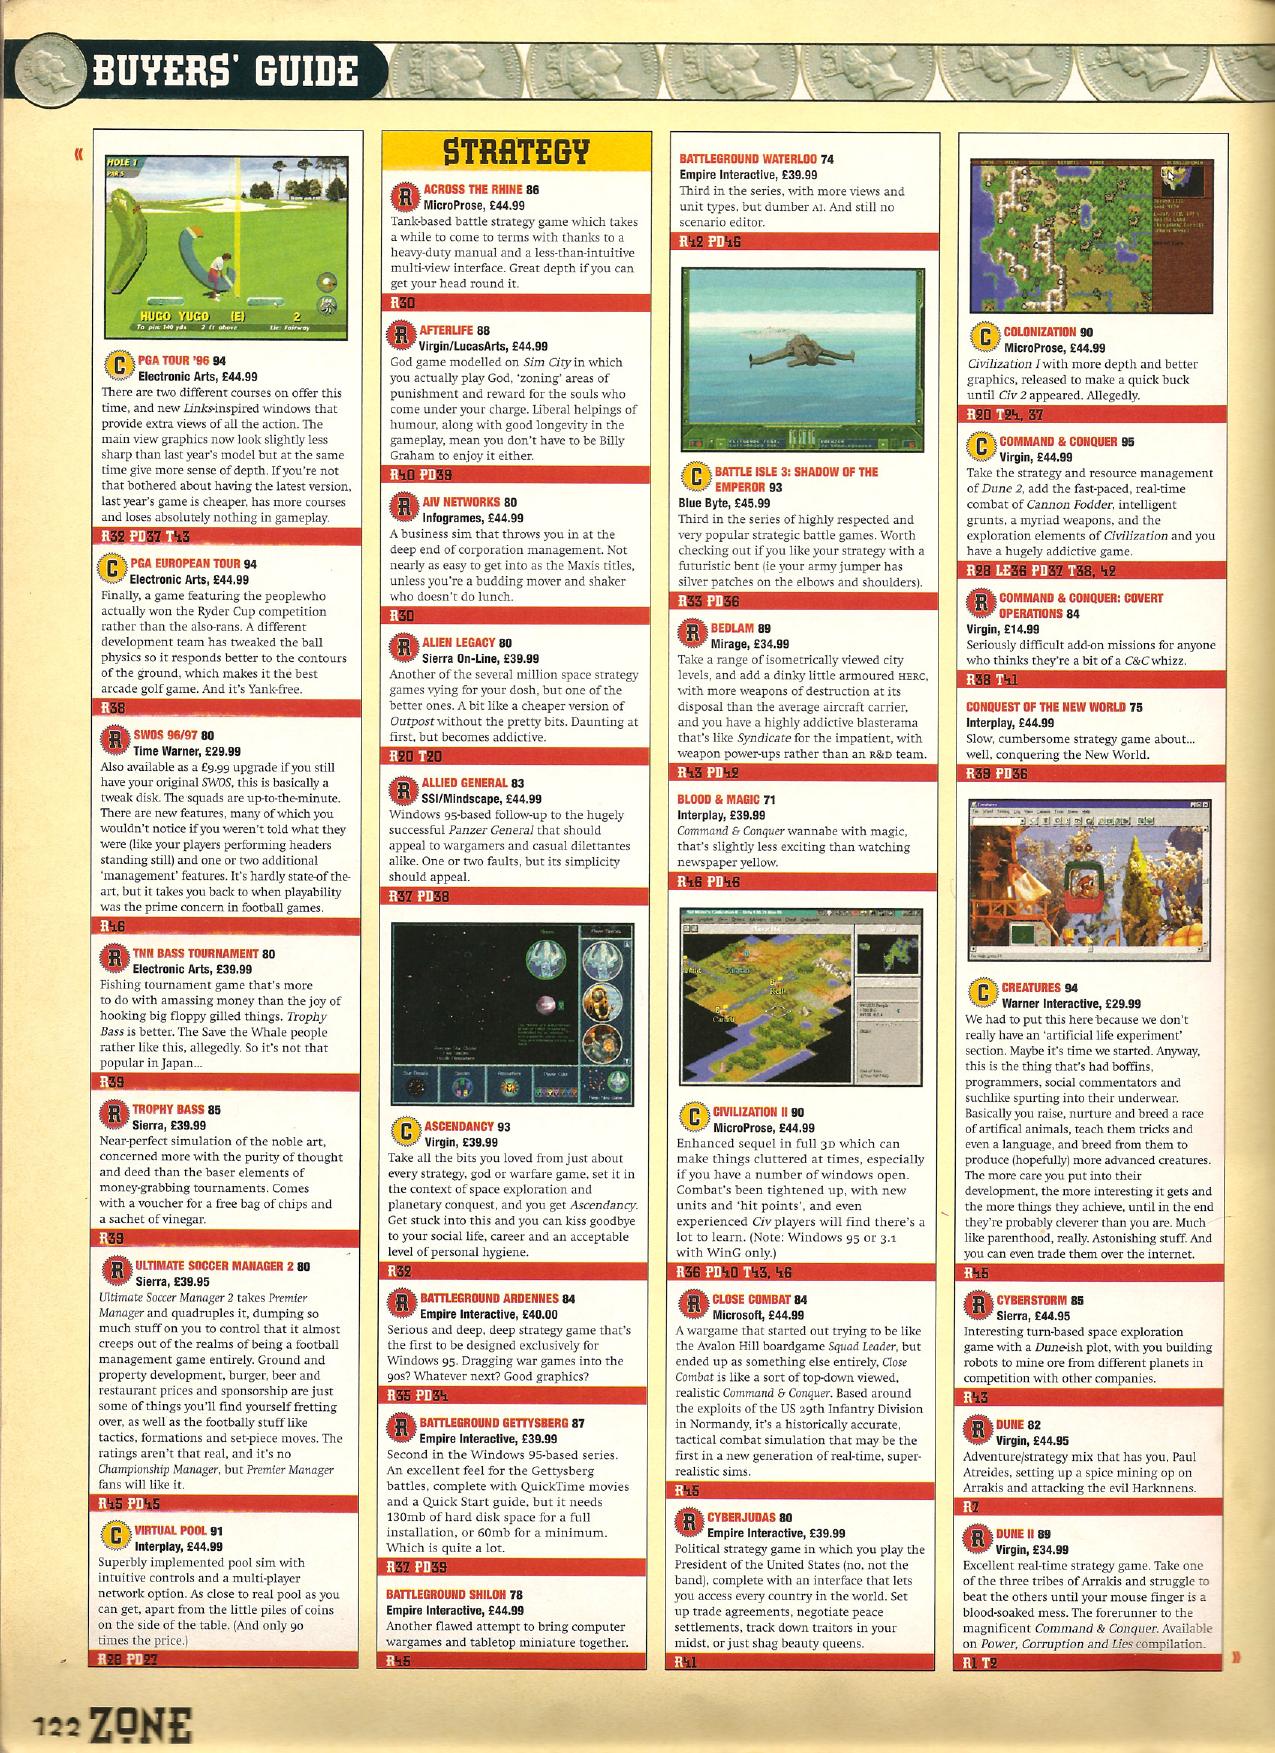 BUYERS' GUIDE
«
HOLE 1
PAR 5
HUGO YUGO (E) 2
To pin: 140 yds 2 ft above Lie: Fairway
C PGA TOUR '96 94
Electronic Arts, £44.99
There are two different courses on offer this
time, and new Links-inspired windows that
provide extra views of all the action. The
main view graphics now look slightly less
sharp than last year's model but at the same
time give more sense of depth. If you're not
that bothered about having the latest version,
last year's game is cheaper, has more courses
and loses absolutely nothing in gameplay.
R32 PD37 T43
C PGA EUROPEAN TOUR 94
Electronic Arts, £44.99
Finally, a game featuring the peoplewho
actually won the Ryder Cup competition
rather than the also-rans. A different
development team has tweaked the ball
physics so it responds better to the contours
of the ground, which makes it the best
arcade golf game. And it's Yank-free.
R38
R SWOS 96/97 80
Time Warner, £29.99
Also available as a £9.99 upgrade if you still
have your original SWOS, this is basically a
tweak disk. The squads are up-to-the-minute.
There are new features, many of which you
wouldn't notice if you weren't told what they
were (like your players performing headers
standing still) and one or two additional
'management' features. It's hardly state-of-the-
art, but it takes you back to when playability
was the prime concern in football games.
R46
R TNN BASS TOURNAMENT 80
Electronic Arts, £39.99
Fishing tournament game that's more
to do with amassing money than the joy of
hooking big floppy gilled things. Trophy
Bass is better. The Save the Whale people
rather like this, allegedly. So it's not that
popular in Japan...
R39
R TROPHY BASS 85
Sierra, £39.99
Near-perfect simulation of the noble art,
concerned more with the purity of thought
and deed than the baser elements of
money-grabbing tournaments. Comes
with a voucher for a free bag of chips and
a sachet of vinegar.
R39
R ULTIMATE SOCCER MANAGER 2 80
Sierra, £39.95
Ultimate Soccer Manager 2 takes Premier
Manager and quadruples it, dumping so
much stuff on you to control that it almost
creeps out of the realms of being a football
management game entirely. Ground and
property development, burger, beer and
restaurant prices and sponsorship are just
some of things you'll find yourself fretting
over, as well as the footbally stuff like
tactics, formations and set-piece moves. The
ratings aren't that real, and it's no
Championship Manager, but Premier Manager
fans will like it.
R45 PD45
C VIRTUAL POOL 91
Interplay, £44.99
Superbly implemented pool sim with
intuitive controls and a multi-player
network option. As close to real pool as you
can get, apart from the little piles of coins
on the side of the table. (And only 90
times the price.)
R28 PD27
STRATEGY
R ACROSS THE RHINE 86
MicroProse, £44.99
Tank-based battle strategy game which takes
a while to come to terms with thanks to a
heavy-duty manual and a less-than-intuitive
multi-view interface. Great depth if you can
get your head round it.
R30
R AFTERLIFE 88
Virgin/LucasArts, £44.99
God game modelled on Sim City in which
you actually play God, 'zoning' areas of
punishment and reward for the souls who
come under your charge. Liberal helpings of
humour, along with good longevity in the
gameplay, mean you don't have to be Billy
Graham to enjoy it either.
R40 PD39
R AIV NETWORKS 80
Infogrames, £44.99
A business sim that throws you in at the
deep end of corporation management. Not
nearly as easy to get into as the Maxis titles,
unless you're a budding mover and shaker
who doesn't do lunch.
R30
R ALIEN LEGACY 80
Sierra On-Line, £39.99
Another of the several million space strategy
games vying for your dosh, but one of the
better ones. A bit like a cheaper version of
Outpost without the pretty bits. Daunting at
first, but becomes addictive.
R20 T20
R ALLIED GENERAL 83
SSI/Mindscape, £44.99
Windows 95-based follow-up to the hugely
successful Panzer General that should
appeal to wargamers and casual dilettantes
alike. One or two faults, but its simplicity
should appeal.
R37 PD38
C ASCENDANCY 93
Virgin, £39.99
Take all the bits you loved from just about
every strategy, god or warfare game, set it in
the context of space exploration and
planetary conquest, and you get Ascendancy.
Get stuck into this and you can kiss goodbye
to your social life, career and an acceptable
level of personal hygiene.
R32
R BATTLEGROUND ARDENNES 84
Empire Interactive, £40.00
Serious and deep, deep strategy game that's
the first to be designed exclusively for
Windows 95. Dragging war games into the
90s? Whatever next? Good graphics?
R35 PD34
R BATTLEGROUND GETTYSBERG 87
Empire Interactive, £39.99
Second in the Windows 95-based series.
An excellent feel for the Gettysberg
battles, complete with QuickTime movies
and a Quick Start guide, but it needs
130mb of hard disk space for a full
installation, or 60mb for a minimum.
Which is quite a lot.
R37 PD39
BATTLEGROUND SHILOH 78
Empire Interactive, £44.99
Another flawed attempt to bring computer
wargames and tabletop miniature together.
R45
BATTLEGROUND WATERLOO 74
Empire Interactive, £39.99
Third in the series, with more views and
unit types, but dumber AI. And still no
scenario editor.
R42 PD46
C BATTLE ISLE 3: SHADOW OF THE
EMPEROR 93
Blue Byte, £45.99
Third in the series of highly respected and
very popular strategic battle games. Worth
checking out if you like your strategy with a
futuristic bent (ie your army jumper has
silver patches on the elbows and shoulders).
R33 PD36
R BEDLAM 89
Mirage, £34.99
Take a range of isometrically viewed city
levels, and add a dinky little armoured HERC,
with more weapons of destruction at its
disposal than the average aircraft carrier,
and you have a highly addictive blasterama
that's like Syndicate for the impatient, with
weapon power-ups rather than an R&D team.
R43 PD42
BLOOD & MAGIC 71
Interplay, £39.99
Command & Conquer wannabe with magic,
that's slightly less exciting than watching
newspaper yellow.
R46 PD46
C CIVILIZATION II 90
MicroProse, £44.99
Enhanced sequel in full 3D which can
make things cluttered at times, especially
if you have a number of windows open.
Combat's been tightened up, with new
units and 'hit points', and even
experienced Civ players will find there's a
lot to learn. (Note: Windows 95 or 3.1
with WinG only.)
R36 PD40 T43, 46
R CLOSE COMBAT 84
Microsoft, £44.99
A wargame that started out trying to be like
the Avalon Hill boardgame Squad Leader, but
ended up as something else entirely, Close
Combat is like a sort of top-down viewed,
realistic Command & Conquer. Based around
the exploits of the US 29th Infantry Division
in Normandy, it's a historically accurate,
tactical combat simulation that may be the
first in a new generation of real-time, super-
realistic sims.
R45
R CYBERJUDAS 80
Empire Interactive, £39.99
Political strategy game in which you play the
President of the United States (no, not the
band), complete with an interface that lets
you access every country in the world. Set
up trade agreements, negotiate peace
settlements, track down traitors in your
midst, or just shag beauty queens.
R41
C COLONIZATION 90
MicroProse, £44.99
Civilization I with more depth and better
graphics, released to make a quick buck
until Civ 2 appeared. Allegedly.
R20 T24, 37
C COMMAND & CONQUER 95
Virgin, £44.99
Take the strategy and resource management
of Dune 2, add the fast-paced, real-time
combat of Cannon Fodder, intelligent
grunts, a myriad weapons, and the
exploration elements of Civilization and you
have a hugely addictive game.
R28 LE36 PD37 T38, 42
R COMMAND & CONQUER: COVERT
OPERATIONS 84
Virgin, £14.99
Seriously difficult add-on missions for anyone
who thinks they're a bit of a C&C whizz.
R38 T41
CONQUEST OF THE NEW WORLD 75
Interplay, £44.99
Slow, cumbersome strategy game about...
well, conquering the New World.
R39 PD36
C CREATURES 94
Warner Interactive, £29.99
We had to put this here because we don't
really have an 'artificial life experiment'
section. Maybe it's time we started. Anyway,
this is the thing that's had boffins,
programmers, social commentators and
suchlike spurting into their underwear.
Basically you raise, nurture and breed a race
of artifical animals, teach them tricks and
even a language, and breed from them to
produce (hopefully) more advanced creatures.
The more care you put into their
development, the more interesting it gets and
the more things they achieve, until in the end
they're probably cleverer than you are. Much
like parenthood, really. Astonishing stuff. And
you can even trade them over the internet.
R45
R CYBERSTORM 85
Sierra, £44.95
Interesting turn-based space exploration
game with a Dune-ish plot, with you building
robots to mine ore from different planets in
competition with other companies.
R43
R DUNE 82
Virgin, £44.95
Adventure/strategy mix that has you, Paul
Atreides, setting up a spice mining op on
Arrakis and attacking the evil Harknnens.
R7
R DUNE II 89
Virgin, £34.99
Excellent real-time strategy game. Take one
of the three tribes of Arrakis and struggle to
beat the others until your mouse finger is a
blood-soaked mess. The forerunner to the
magnificent Command & Conquer. Available
on Power, Corruption and Lies compilation.
R1 T2
»
122 ZONE